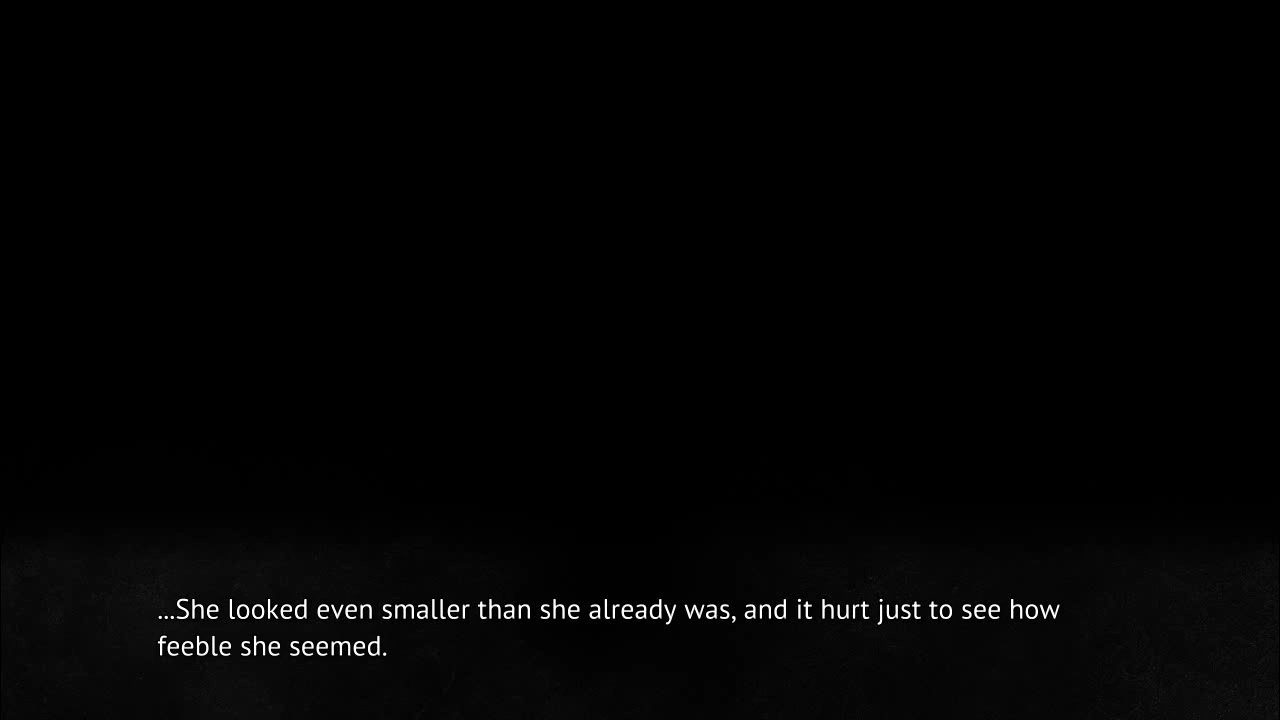 ...She looked even smaller than she already was, and it hurt just to see how
feeble she seemed.